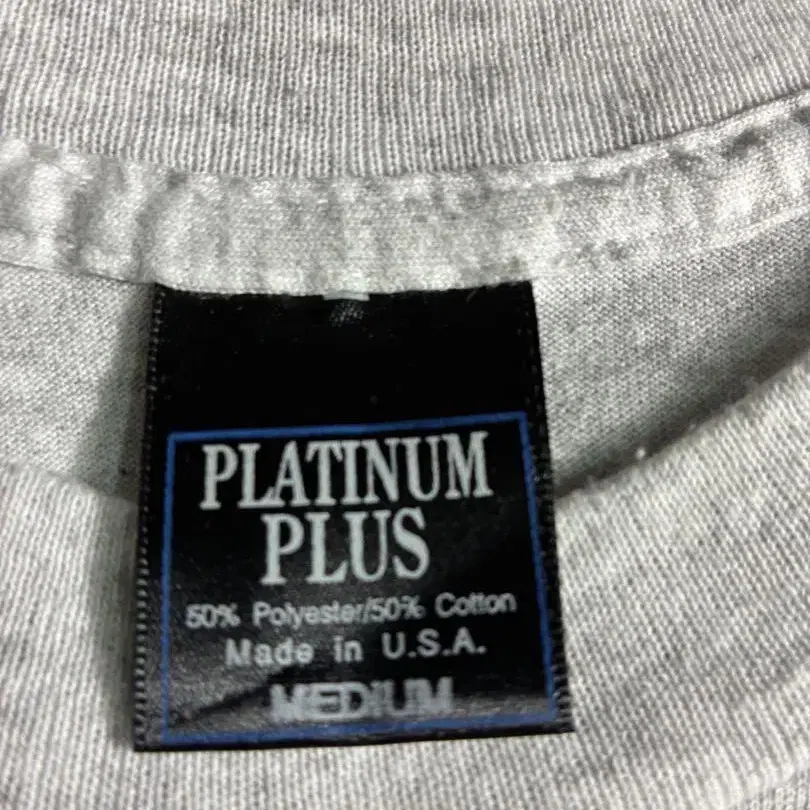 PLATINUM
PLUS
50% Polyester/50% Cotton
Made in U.S.A.
MEDIUM